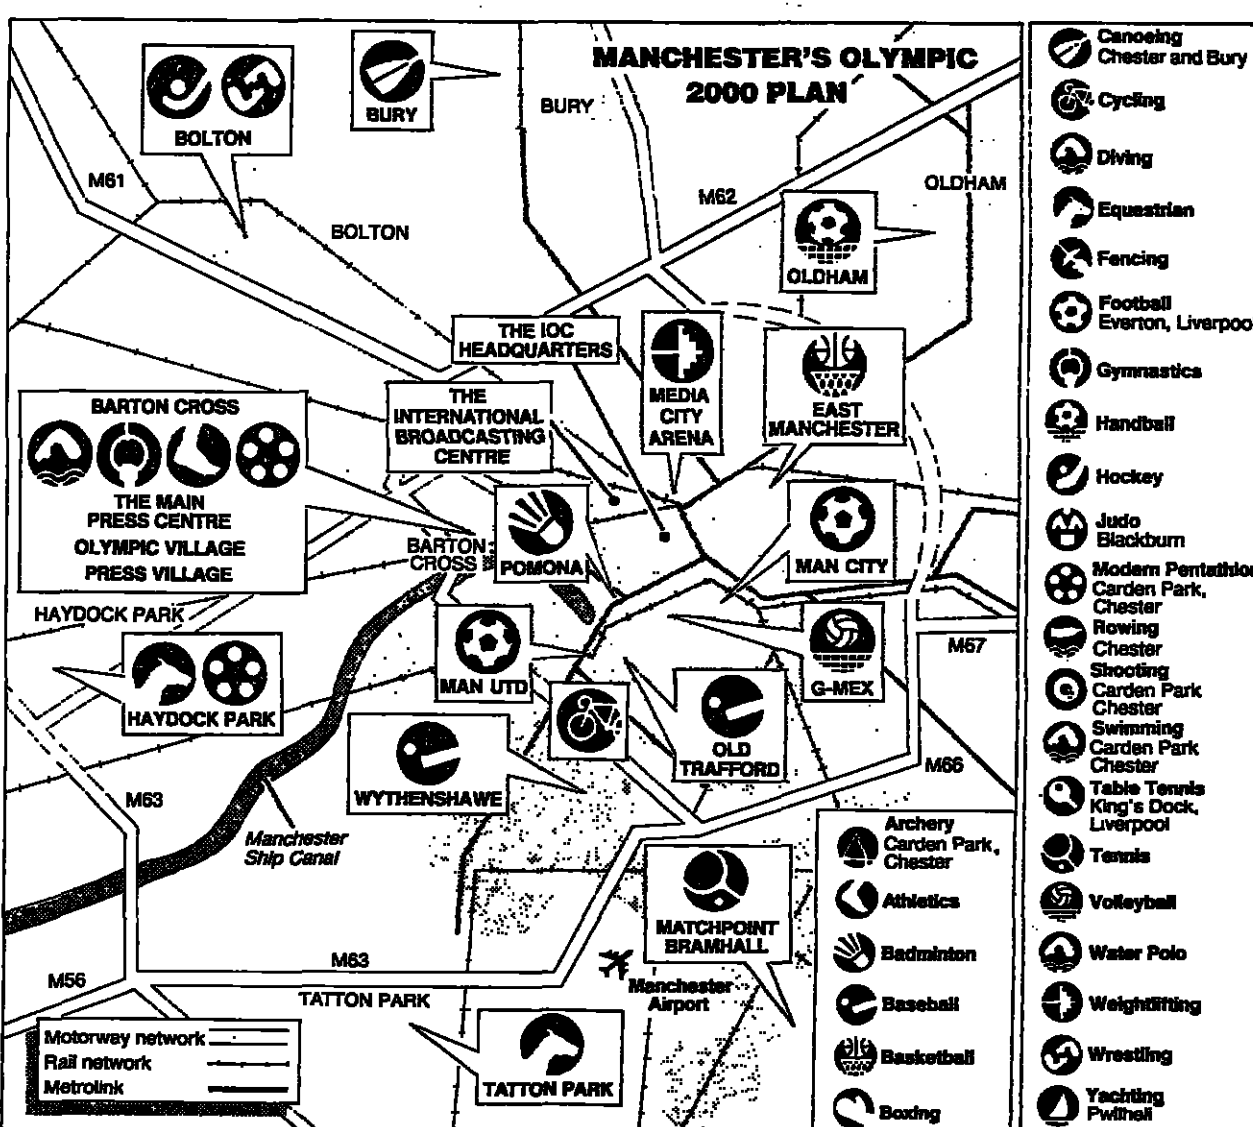 MANCHESTER'S OLYMPIC
2000 PLAN
BOLTON
BURY
BURY
M61
BOLTON
M62
OLDHAM
OLDHAM
THE IOC
HEADQUARTERS
THE
INTERNATIONAL
BROADCASTING
CENTRE
MEDIA
CITY
ARENA
EAST
MANCHESTER
BARTON CROSS
THE MAIN
PRESS CENTRE
OLYMPIC VILLAGE
PRESS VILLAGE
BARTON
CROSS
POMONA
MAN CITY
HAYDOCK PARK
HAYDOCK PARK
MAN UTD
G-MEX
M67
OLD
TRAFFORD
WYTHENSHAWE
M66
M63
Manchester
Ship Canal
MATCHPOINT
BRAMHALL
M63
M56
TATTON PARK
Manchester
Airport
TATTON PARK
Motorway network
Rail network
Metrolink
Archery
Carden Park,
Chester
Athletics
Badminton
Baseball
Basketball
Boxing
Canoeing
Chester and Bury
Cycling
Diving
Equestrian
Fencing
Football
Everton, Liverpoo
Gymnastics
Handball
Hockey
Judo
Blackburn
Modern Pentathlon
Carden Park,
Chester
Rowing
Chester
Shooting
Carden Park
Chester
Swimming
Carden Park
Chester
Table Tennis
King's Dock,
Liverpool
Tennis
Volleyball
Water Polo
Weightlifting
Wrestling
Yachting
Pwllheli